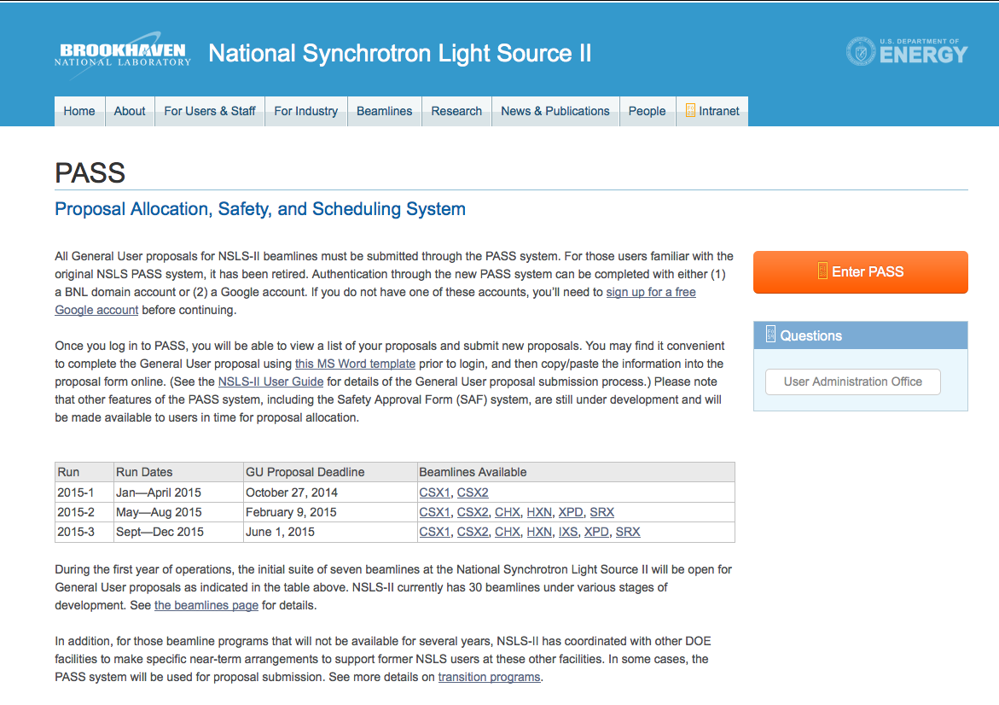 BROOKHAVEN
NATIONAL LABORATORY
National Synchrotron Light Source II
U.S. DEPARTMENT OF
ENERGY
Home About For Users & Staff For Industry Beamlines Research News & Publications People Intranet
PASS
Proposal Allocation, Safety, and Scheduling System
All General User proposals for NSLS-II beamlines must be submitted through the PASS system. For those users familiar with the
original NSLS PASS system, it has been retired. Authentication through the new PASS system can be completed with either (1)
a BNL domain account or (2) a Google account. If you do not have one of these accounts, you'll need to sign up for a free
Google account before continuing.
Enter PASS
Questions
User Administration Office
Once you log in to PASS, you will be able to view a list of your proposals and submit new proposals. You may find it convenient
to complete the General User proposal using this MS Word template prior to login, and then copy/paste the information into the
proposal form online. (See the NSLS-II User Guide for details of the General User proposal submission process.) Please note
that other features of the PASS system, including the Safety Approval Form (SAF) system, are still under development and will
be made available to users in time for proposal allocation.
Run Run Dates GU Proposal Deadline Beamlines Available
2015-1 Jan—April 2015 October 27, 2014 CSX1, CSX2
2015-2 May—Aug 2015 February 9, 2015 CSX1, CSX2, CHX, HXN, XPD, SRX
2015-3 Sept—Dec 2015 June 1, 2015 CSX1, CSX2, CHX, HXN, IXS, XPD, SRX
During the first year of operations, the initial suite of seven beamlines at the National Synchrotron Light Source II will be open for
General User proposals as indicated in the table above. NSLS-II currently has 30 beamlines under various stages of
development. See the beamlines page for details.
In addition, for those beamline programs that will not be available for several years, NSLS-II has coordinated with other DOE
facilities to make specific near-term arrangements to support former NSLS users at these other facilities. In some cases, the
PASS system will be used for proposal submission. See more details on transition programs.